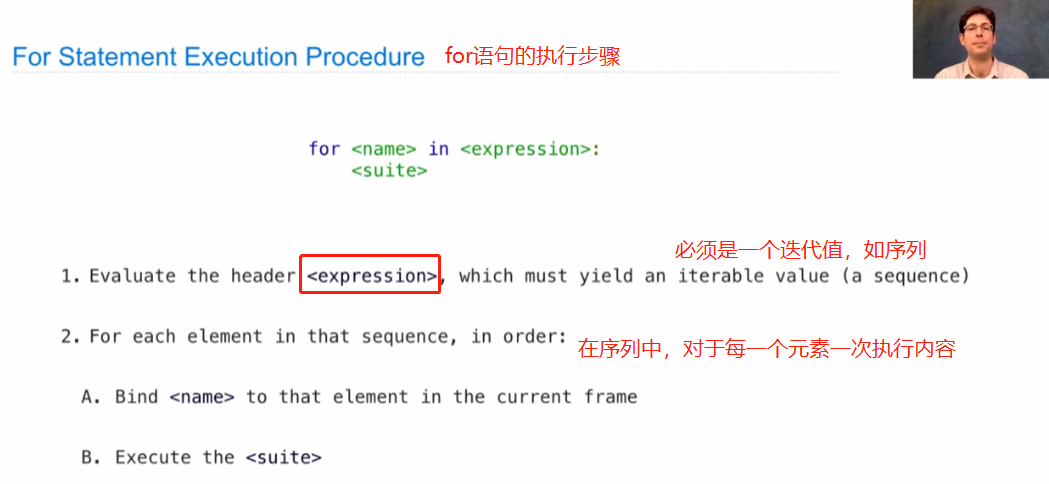 For Statement Execution Procedure for语句的执行步骤
for <name> in <expression>:
<suite>
必须是一个迭代值，如序列
1. Evaluate the header <expression>, which must yield an iterable value (a sequence)
2. For each element in that sequence, in order:
在序列中，对于每一个元素一次执行内容
A. Bind <name> to that element in the current frame
B. Execute the <suite>